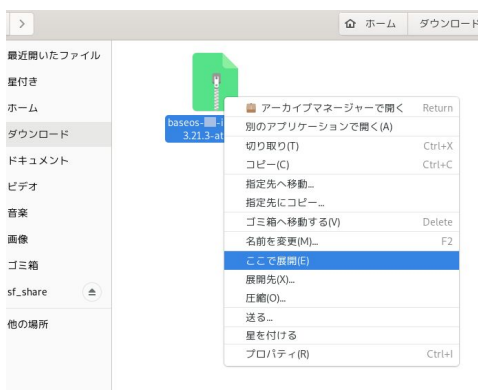 ホーム ダウンロード
最近開いたファイル
星付き
ホーム
ダウンロード
ドキュメント
ビデオ
音楽
画像
ゴミ箱
sf_share
他の場所
baseos-
3.21.3-at
アーカイブマネージャーで開く Return
別のアプリケーションで開く(A)
切り取り(T) Ctrl+X
コピー(C) Ctrl+C
指定先へ移動...
指定先にコピー...
ゴミ箱へ移動する(V) Delete
名前を変更(M)... F2
ここで展開(E)
展開先(X)...
圧縮(O)...
送る...
星を付ける
プロパティ(R) Ctrl+I